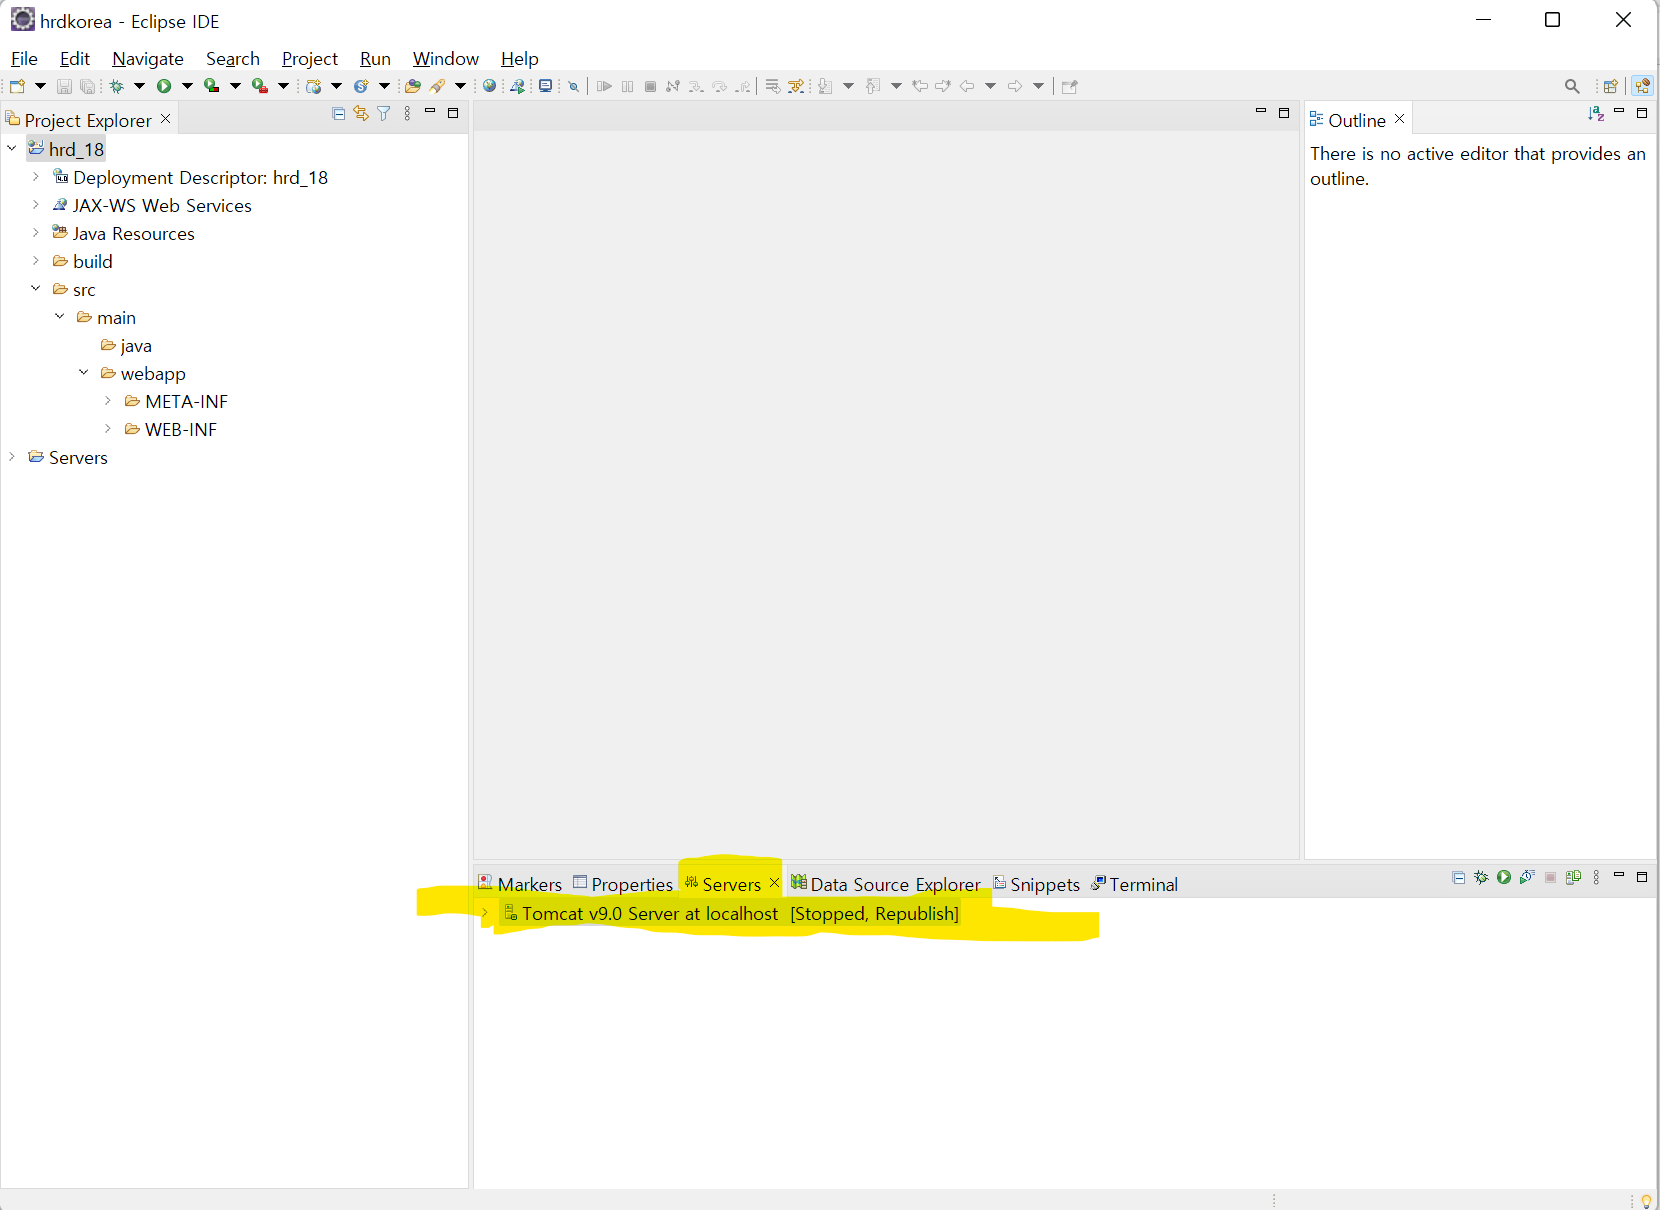 hrdkorea - Eclipse IDE
File Edit Navigate Search Project Run Window Help
Project Explorer
hrd_18
Deployment Descriptor: hrd_18
JAX-WS Web Services
Java Resources
build
src
main
java
webapp
META-INF
WEB-INF
Servers
Outline
There is no active editor that provides an
outline.
Markers Properties Servers Data Source Explorer Snippets Terminal
Tomcat v9.0 Server at localhost [Stopped, Republish]